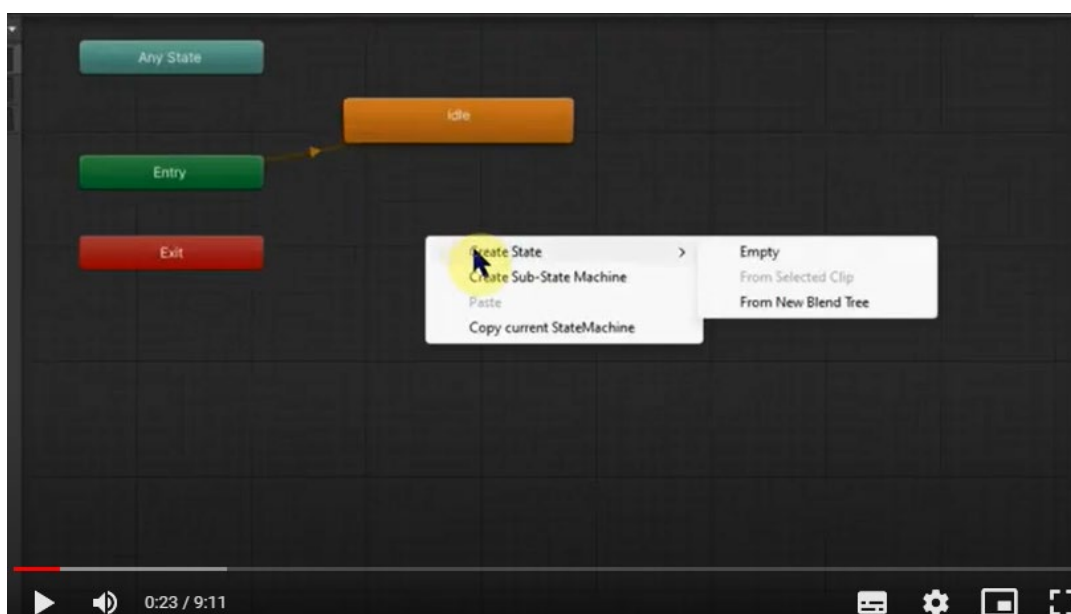 Any State
idle
Entry
Exit
Create State
Create Sub-State Machine
Paste
Copy current StateMachine
Empty
From Selected Clip
From New Blend Tree
0:23 / 9:11